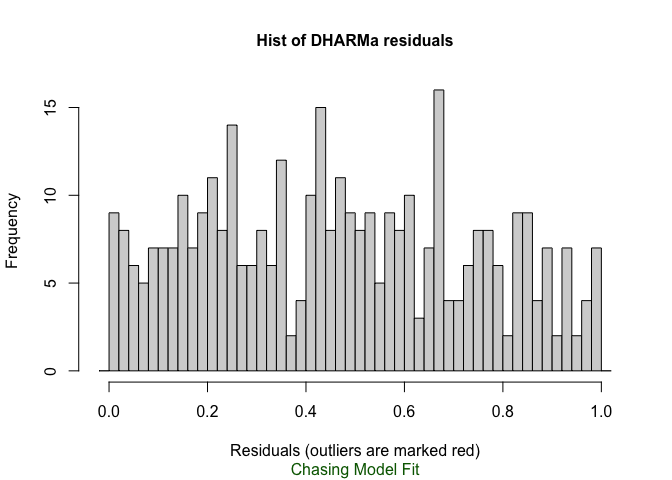 Hist of DHARMa residuals
Frequency
15
10
5
0
0.0 0.2 0.4 0.6 0.8 1.0
Residuals (outliers are marked red)
Chasing Model Fit